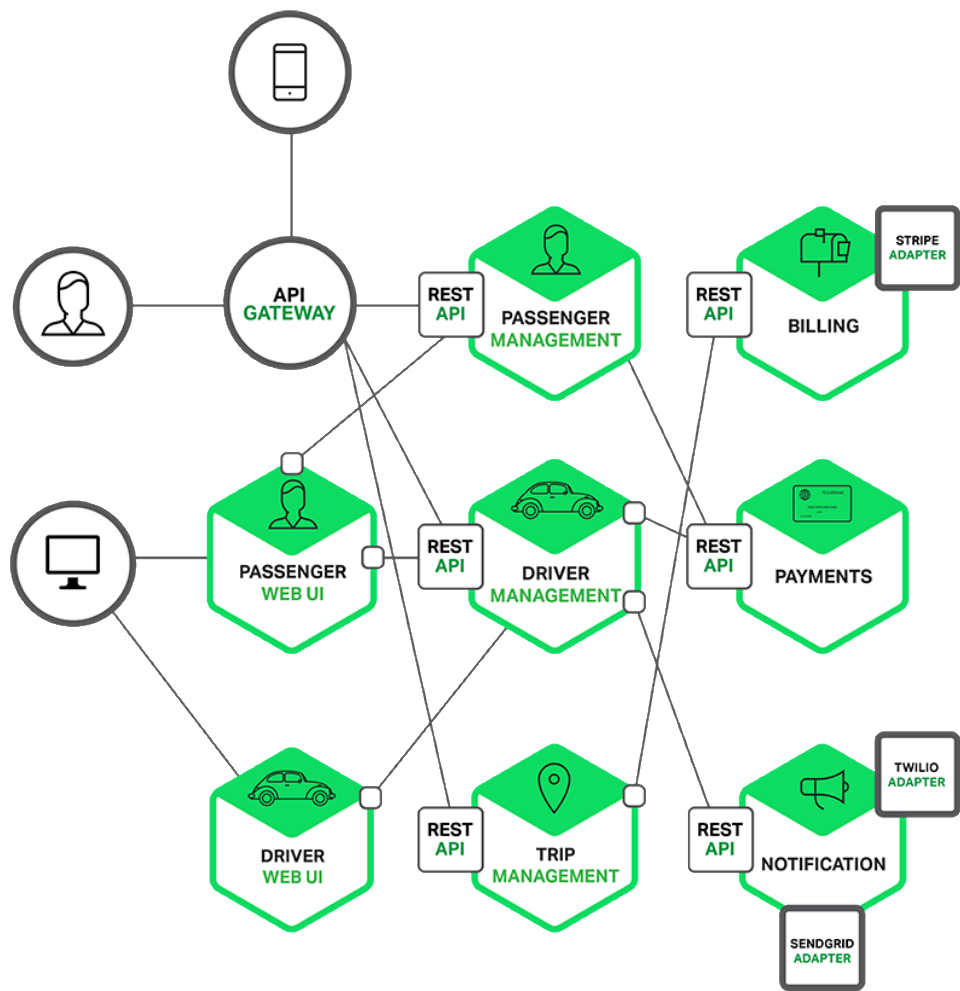 API
GATEWAY
REST
API
PASSENGER
MANAGEMENT
REST
API
BILLING
STRIPE
ADAPTER
PASSENGER
WEB UI
REST
API
DRIVER
MANAGEMENT
REST
API
PAYMENTS
DRIVER
WEB UI
REST
API
TRIP
MANAGEMENT
REST
API
NOTIFICATION
TWILIO
ADAPTER
SENDGRID
ADAPTER